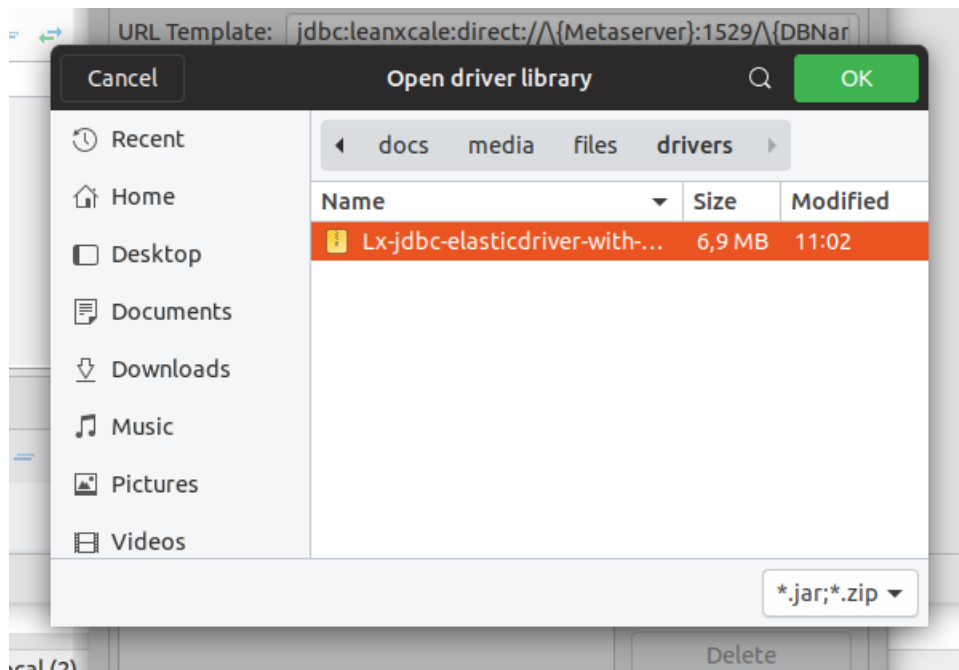 URL Template: jdbc:leanxcale:direct://\{Metaserver}:1529/\{DBNar
Cancel Open driver library OK
Recent
docs media files drivers
Home
Name Size Modified
Lx-jdbc-elasticdriver-with-... 6,9 MB 11:02
Desktop
Documents
Downloads
Music
Pictures
Videos
*.jar;*.zip
Delete
ocal (2)